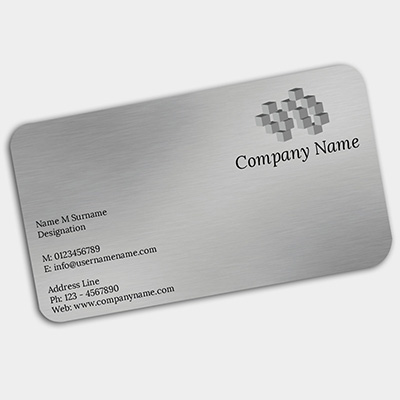 Company Name
Name M Surname
Designation
M: 0123456789
E: info@usernamename.com
Address Line
Ph: 123 - 4567890
Web: www.companyname.com